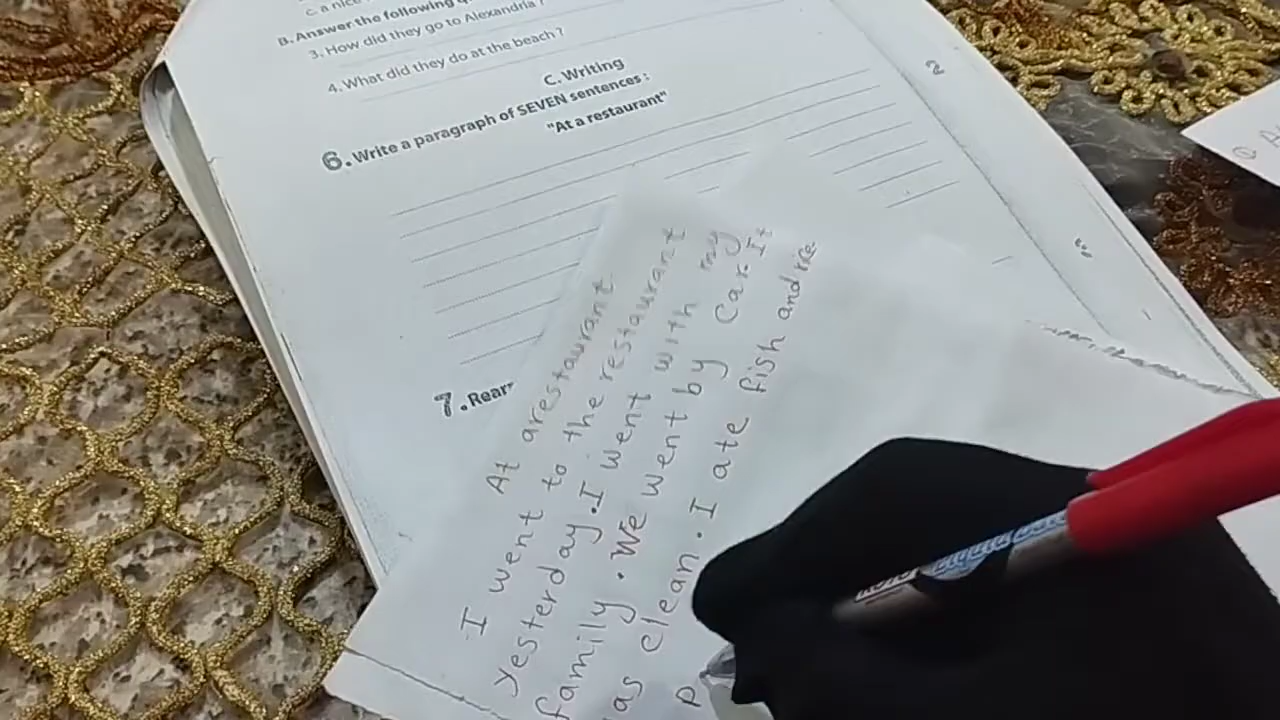 c. a nice
B. Answer the following
3. How did they go to Alexandria ?
4. What did they do at the beach ?
C. Writing
6. Write a paragraph of SEVEN sentences :
"At a restaurant"
7. Rear
2
At arestaurant
I went to the restaurant
yesterday. I went with my
family. We went by car. It
as clean. I ate fish and
P